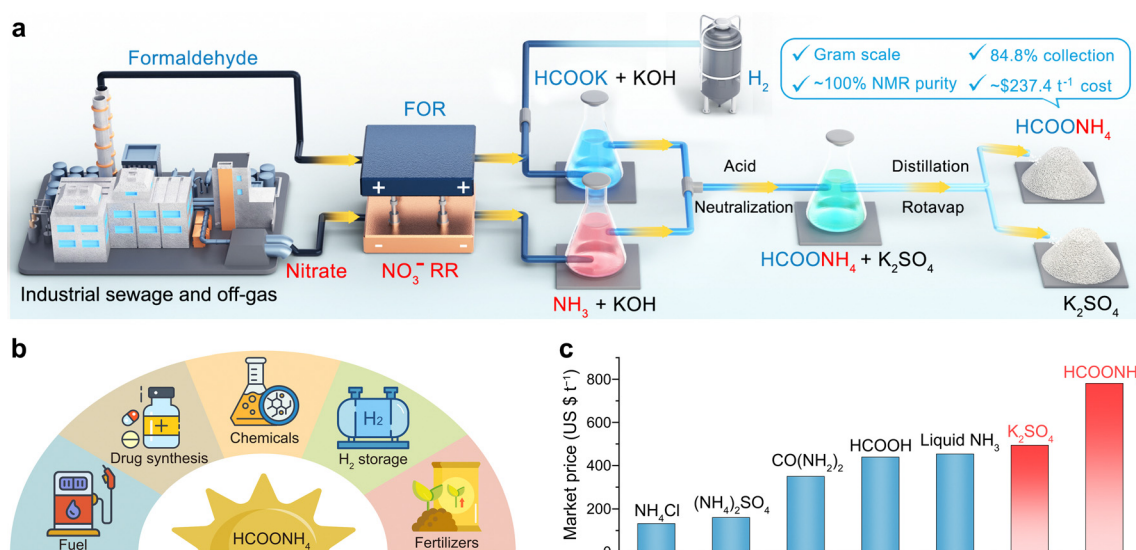 a
Formaldehyde
FOR
HCOOK + KOH
H₂
✓ Gram scale ✓ 84.8% collection
✓ ~100% NMR purity ✓ ~$237.4 t⁻¹ cost
HCOONH₄
Acid
Neutralization
Distillation
Rotavap
+ +
- -
Nitrate
NO₃⁻ RR
NH₃ + KOH
HCOONH₄ + K₂SO₄
K₂SO₄
Industrial sewage and off-gas
b
Fuel
Drug synthesis
Chemicals
H₂
H₂ storage
Fertilizers
HCOONH₄
c
Market price (US $ t⁻¹)
800
600
400
200
0
NH₄Cl
(NH₄)₂SO₄
CO(NH₂)₂
HCOOH
Liquid NH₃
K₂SO₄
HCOONH